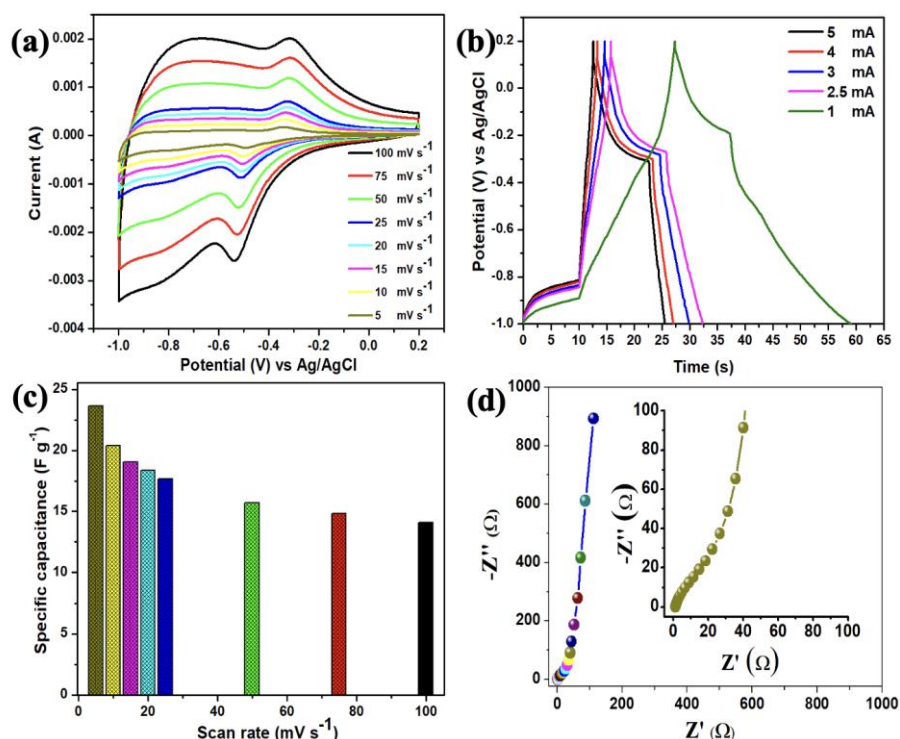 (a)
0.002
0.001
0.000
-0.001
-0.002
-0.003
-0.004
Current (A)
-1.0 -0.8 -0.6 -0.4 -0.2 0.0 0.2 0.4
Potential (V) vs Ag/AgCl
100 mV s-1
75 mV s-1
50 mV s-1
25 mV s-1
20 mV s-1
15 mV s-1
10 mV s-1
5 mV s-1
(b)
0.2
0.0
-0.2
-0.4
-0.6
-0.8
-1.0
Potential (V) vs Ag/AgCl
0 5 10 15 20 25 30 35 40 45 50 55 60 65
Time (s)
5 mA
4 mA
3 mA
2.5 mA
1 mA
(c)
25
20
15
10
5
0
Specific capacitance (F g-1)
0 20 40 60 80 100
Scan rate (mV s-1)
(d)
1000
800
600
400
200
0
-Z'' (Ω)
0 200 400 600 800 1000
Z' (Ω)
100
80
60
40
20
0
-Z'' (Ω)
0 20 40 60 80 100
Z' (Ω)